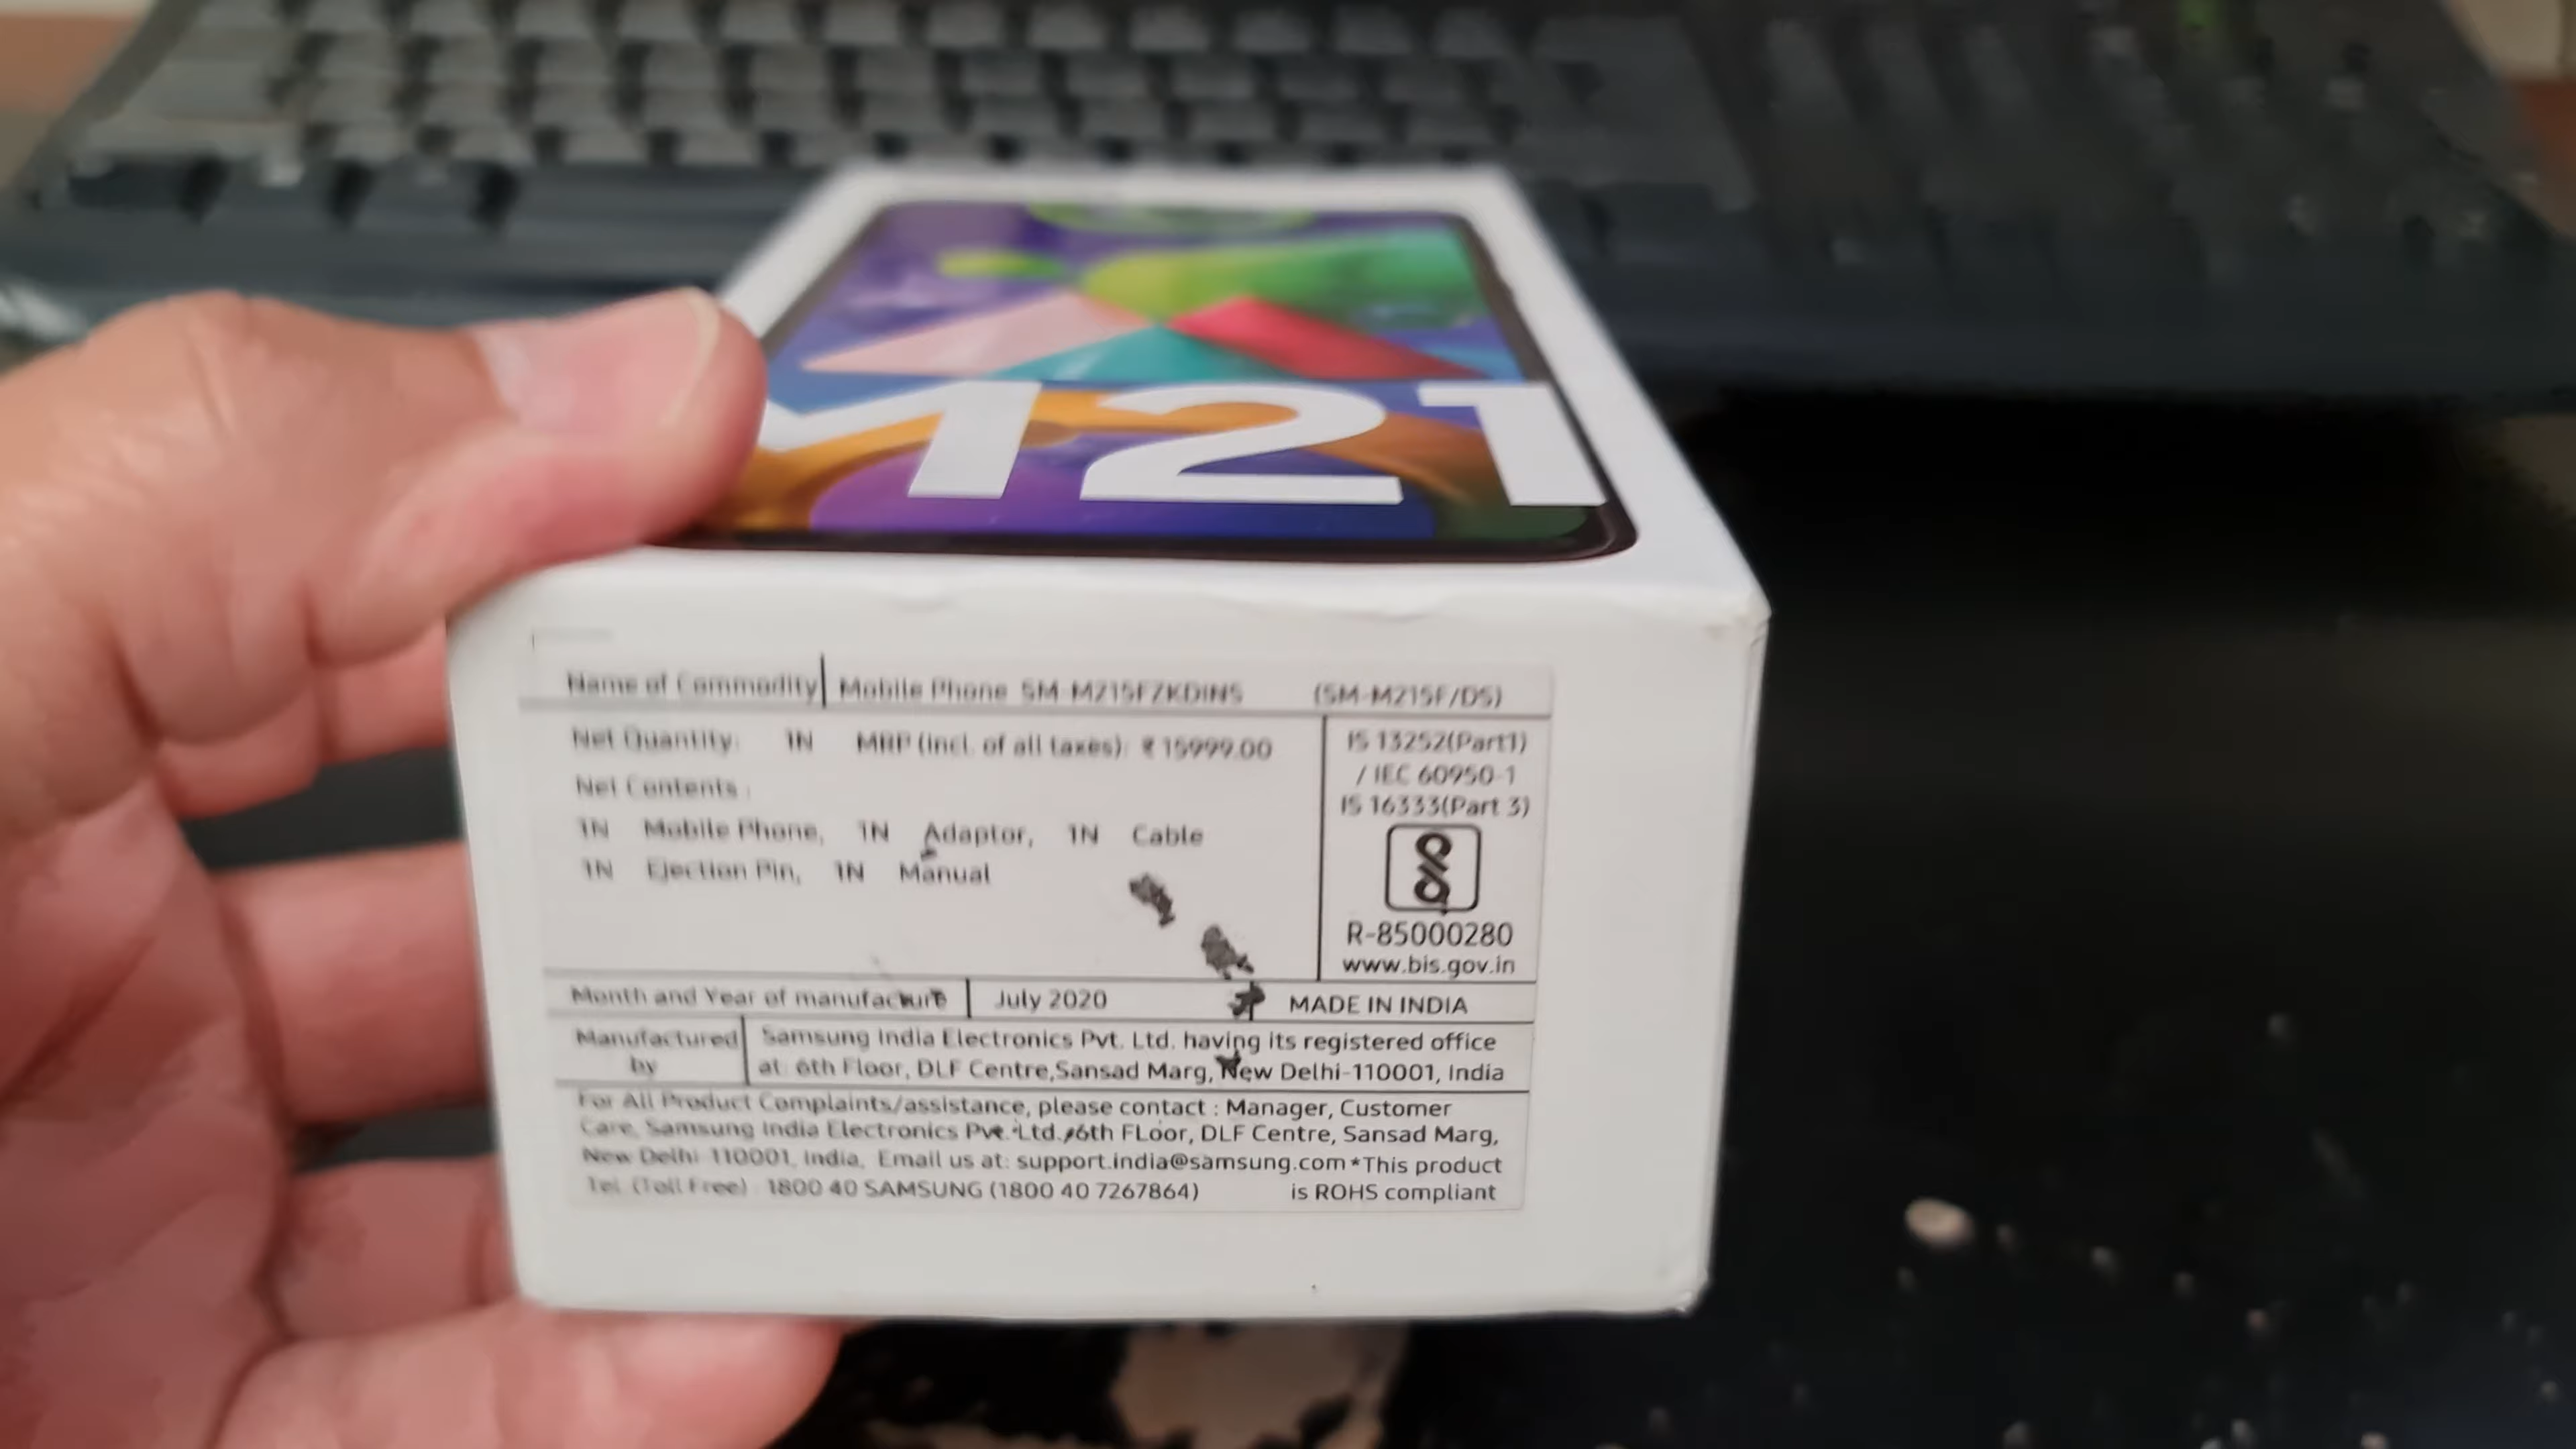 M21
Name of Commodity Mobile Phone SM-M215FZKDINS (SM-M215F/DS)
Net Quantity: 1N MRP (incl. of all taxes): ₹ 15999.00
IS 13252(Part1)
/ IEC 60950-1
IS 16333(Part 3)
Net Contents :
1N Mobile Phone, 1N Adaptor, 1N Cable
1N Ejection Pin, 1N Manual
R-85000280
www.bis.gov.in
Month and Year of manufacture July 2020 MADE IN INDIA
Manufactured by
Samsung India Electronics Pvt. Ltd. having its registered office
at: 6th Floor, DLF Centre,Sansad Marg, New Delhi-110001, India
For All Product Complaints/assistance, please contact : Manager, Customer
Care, Samsung India Electronics Pvt. Ltd., 6th FLoor, DLF Centre, Sansad Marg,
New Delhi-110001, India, Email us at: support.india@samsung.com *This product
Tel. (Toll Free) : 1800 40 SAMSUNG (1800 40 7267864) is ROHS compliant